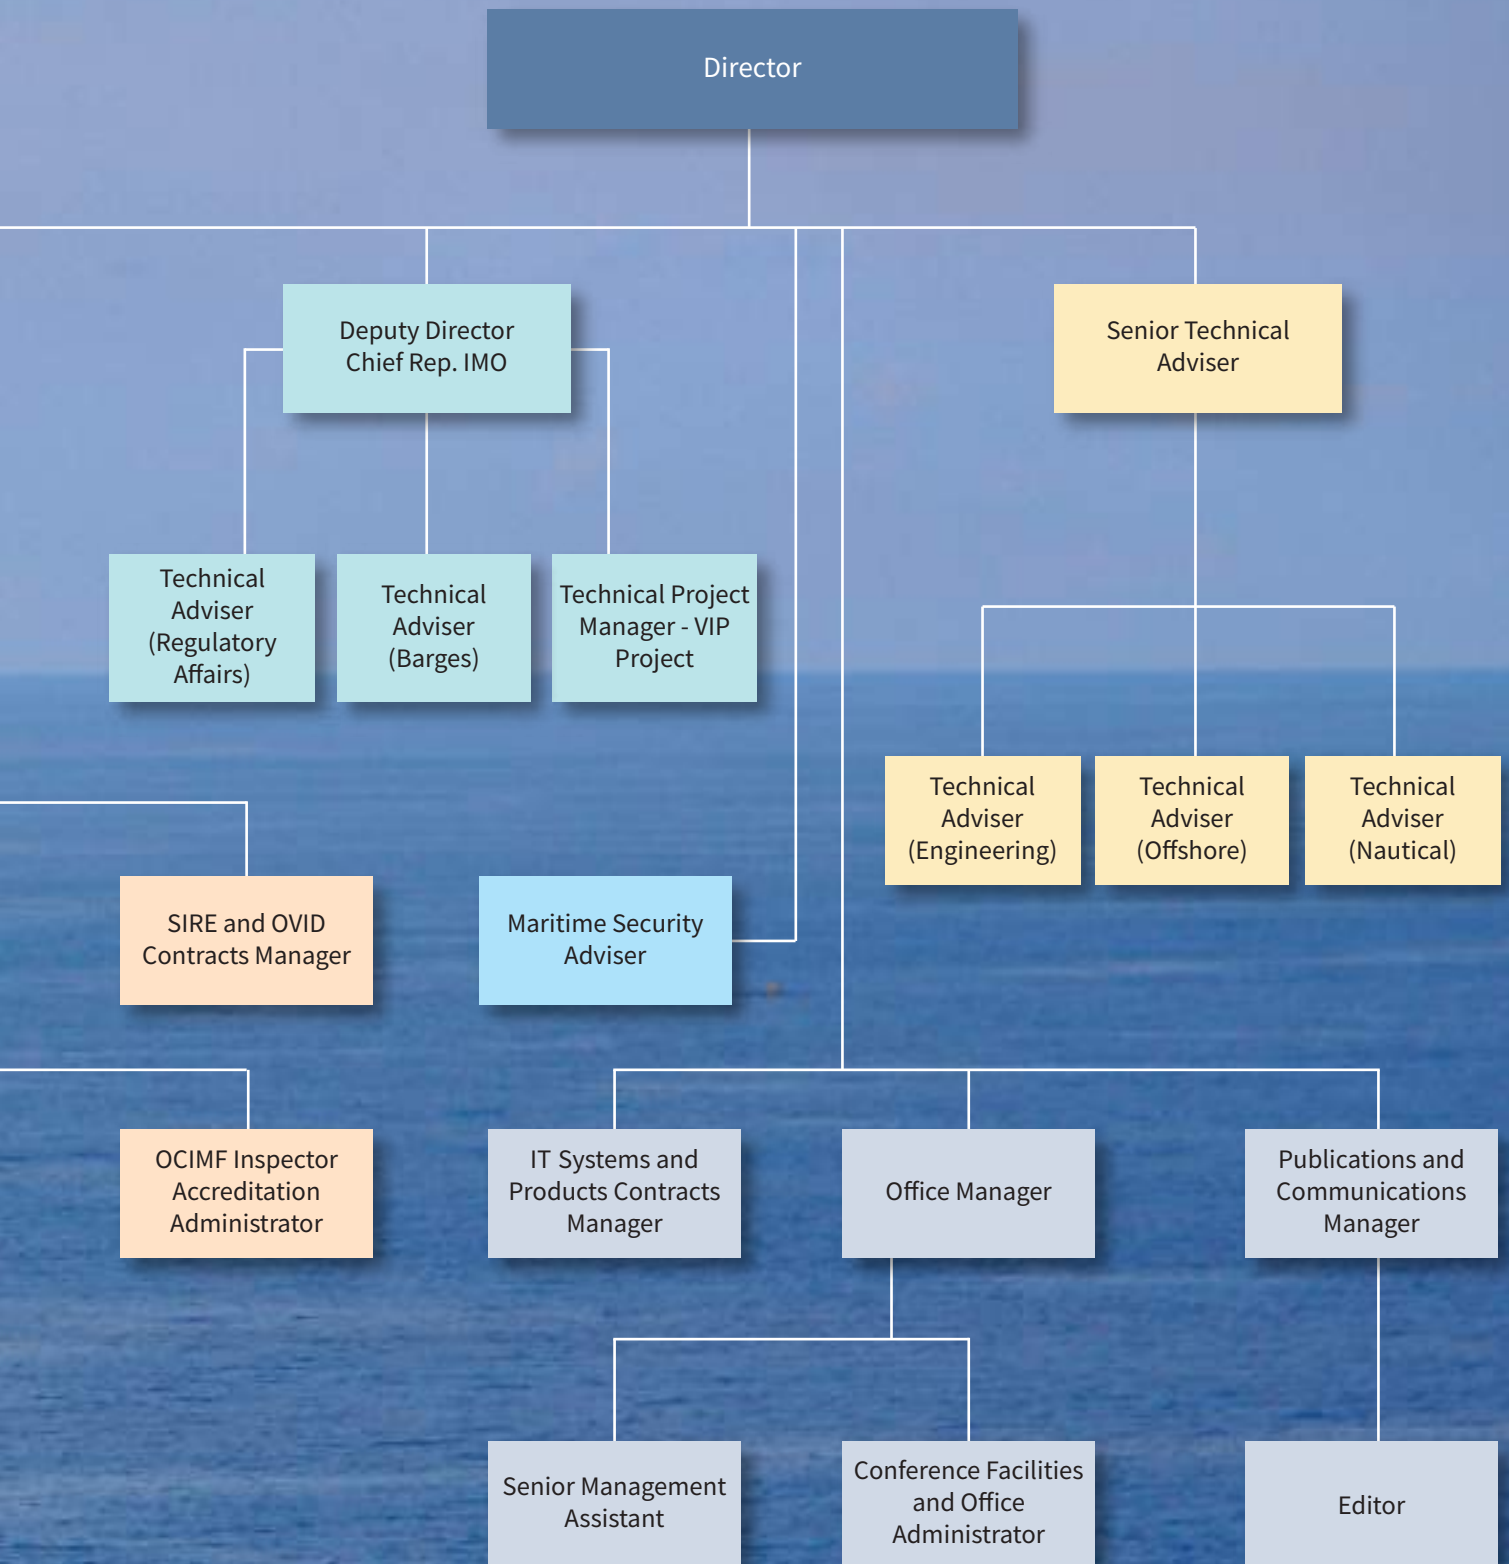 Director
Deputy Director
Chief Rep. IMO
Senior Technical
Adviser
Technical
Adviser
(Regulatory
Affairs)
Technical
Adviser
(Barges)
Technical Project
Manager - VIP
Project
Technical
Adviser
(Engineering)
Technical
Adviser
(Offshore)
Technical
Adviser
(Nautical)
SIRE and OVID
Contracts Manager
Maritime Security
Adviser
OCIMF Inspector
Accreditation
Administrator
IT Systems and
Products Contracts
Manager
Office Manager
Publications and
Communications
Manager
Senior Management
Assistant
Conference Facilities
and Office
Administrator
Editor